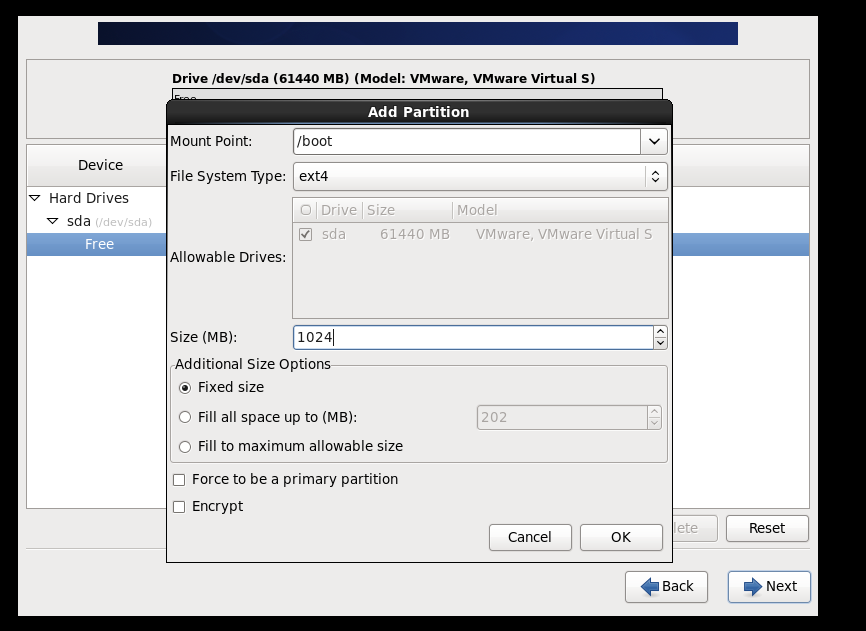 Drive /dev/sda (61440 MB) (Model: VMware, VMware Virtual S)
Free
Add Partition
Mount Point: /boot
File System Type: ext4
Drive Size Model
sda 61440 MB VMware, VMware Virtual S
Allowable Drives:
Size (MB): 1024
Additional Size Options
Fixed size
Fill all space up to (MB): 202
Fill to maximum allowable size
Force to be a primary partition
Encrypt
Cancel OK
Device
Hard Drives
sda (/dev/sda)
Free
Reset
Back Next